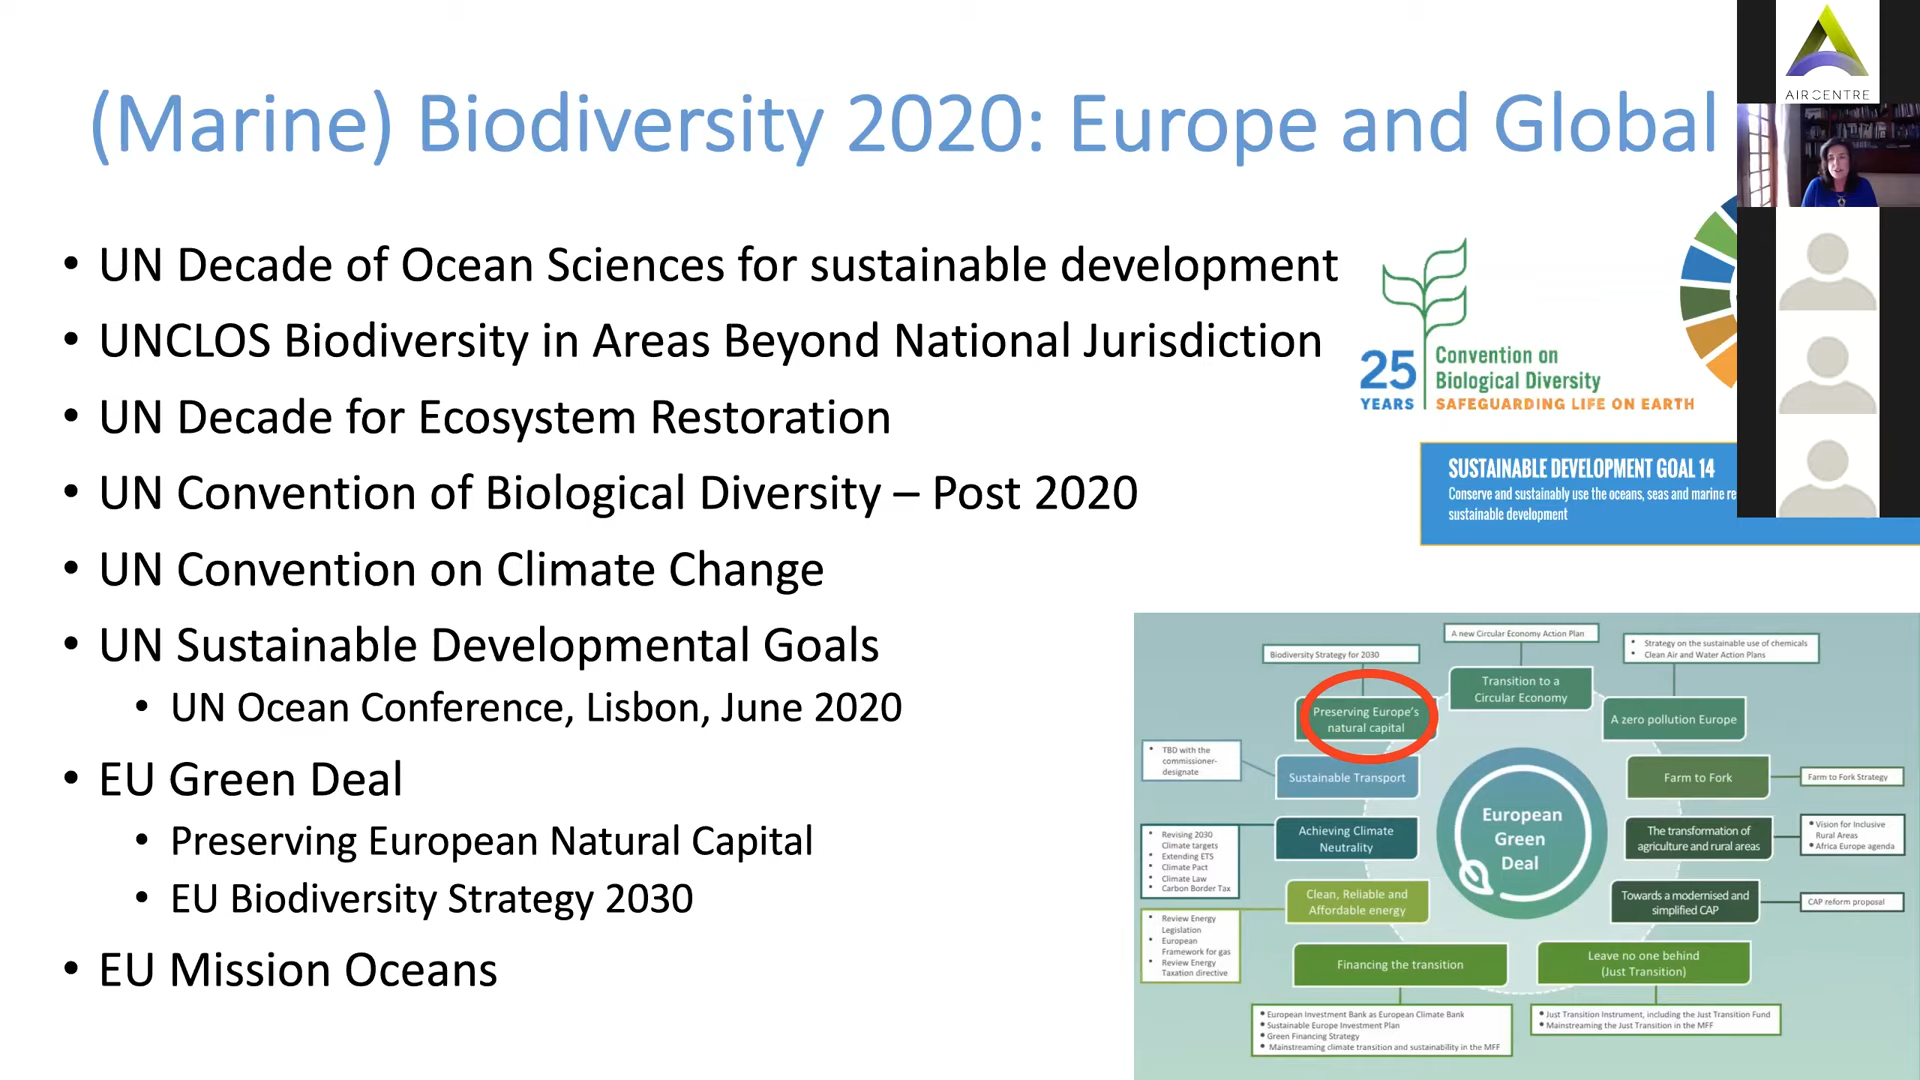 (Marine) Biodiversity 2020: Europe and Global
AIRCENTRE
• UN Decade of Ocean Sciences for sustainable development
• UNCLOS Biodiversity in Areas Beyond National Jurisdiction
• UN Decade for Ecosystem Restoration
• UN Convention of Biological Diversity – Post 2020
• UN Convention on Climate Change
• UN Sustainable Developmental Goals
• UN Ocean Conference, Lisbon, June 2020
• EU Green Deal
• Preserving European Natural Capital
• EU Biodiversity Strategy 2030
• EU Mission Oceans
25 YEARS
Convention on
Biological Diversity
SAFEGUARDING LIFE ON EARTH
SUSTAINABLE DEVELOPMENT GOAL 14
Conserve and sustainably use the oceans, seas and marine re
sustainable development
A new Circular Economy Action Plan
Biodiversity Strategy for 2030
• Strategy on the sustainable use of chemicals
• Clean Air and Water Action Plans
Transition to a
Circular Economy
Preserving Europe's
natural capital
A zero pollution Europe
• TBD with the
commissioner-
designate
Sustainable Transport
Farm to Fork
Farm to Fork Strategy
European
Green
Deal
• Revising 2030
Climate targets
• Extending ETS
• Climate Pact
• Climate Law
• Carbon Border Tax
Achieving Climate
Neutrality
The transformation of
agriculture and rural areas
• Vision for Inclusive
Rural Areas
• Africa Europe agenda
Clean, Reliable and
Affordable energy
Towards a modernised and
simplified CAP
CAP reform proposal
• Review Energy
Legislation
• European
Framework for gas
• Review Energy
Taxation directive
Financing the transition
Leave no one behind
(Just Transition)
• European Investment Bank as European Climate Bank
• Sustainable Europe Investment Plan
• Green Financing Strategy
• Mainstreaming climate transition and sustainability in the MFF
• Just Transition Instrument, including the Just Transition Fund
• Mainstreaming the Just Transition in the MFF